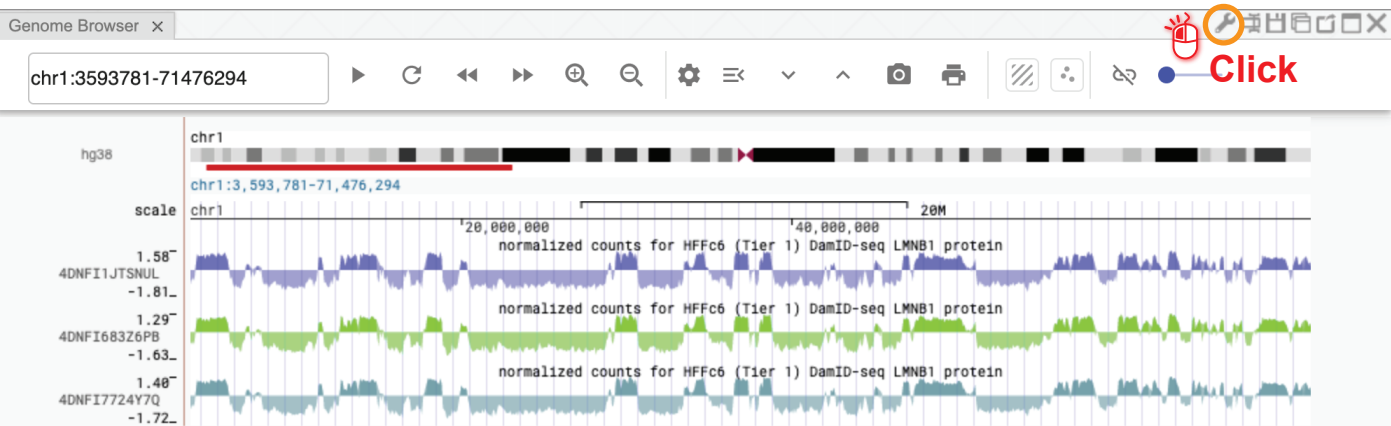 Genome Browser
Click
chr1:3593781-71476294
chr1
hg38
chr1:3,593,781-71,476,294
scale
chr1
20M
20,000,000
40,000,000
normalized counts for HFFc6 (Tier 1) DamID-seq LMNB1 protein
1.58
4DNFI1JTSNUL
-1.81_
normalized counts for HFFc6 (Tier 1) DamID-seq LMNB1 protein
1.29
4DNFI683Z6PB
-1.63_
normalized counts for HFFc6 (Tier 1) DamID-seq LMNB1 protein
1.40
4DNFI7724Y7Q
-1.72_